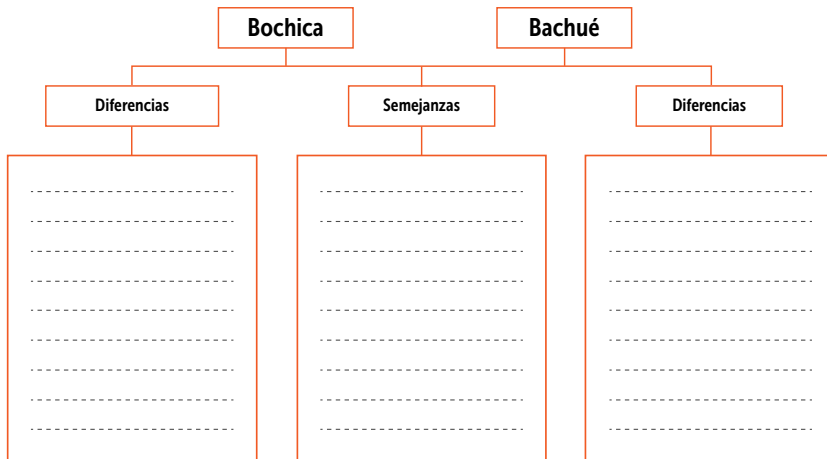 Bochica
Bachué
Diferencias
Semejanzas
Diferencias